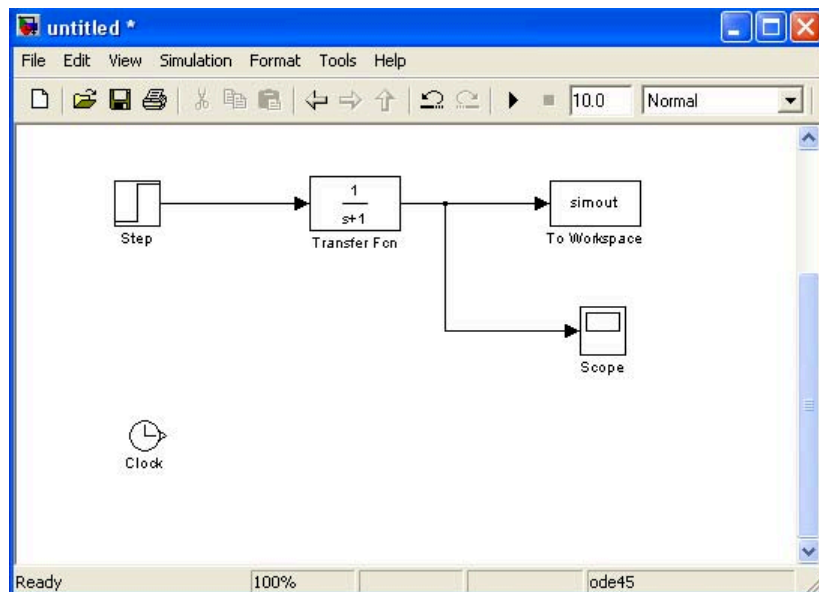 untitled *
File Edit View Simulation Format Tools Help
10.0 Normal
Step
1
s+1
Transfer Fcn
simout
To Workspace
Scope
Clock
Ready 100% ode45